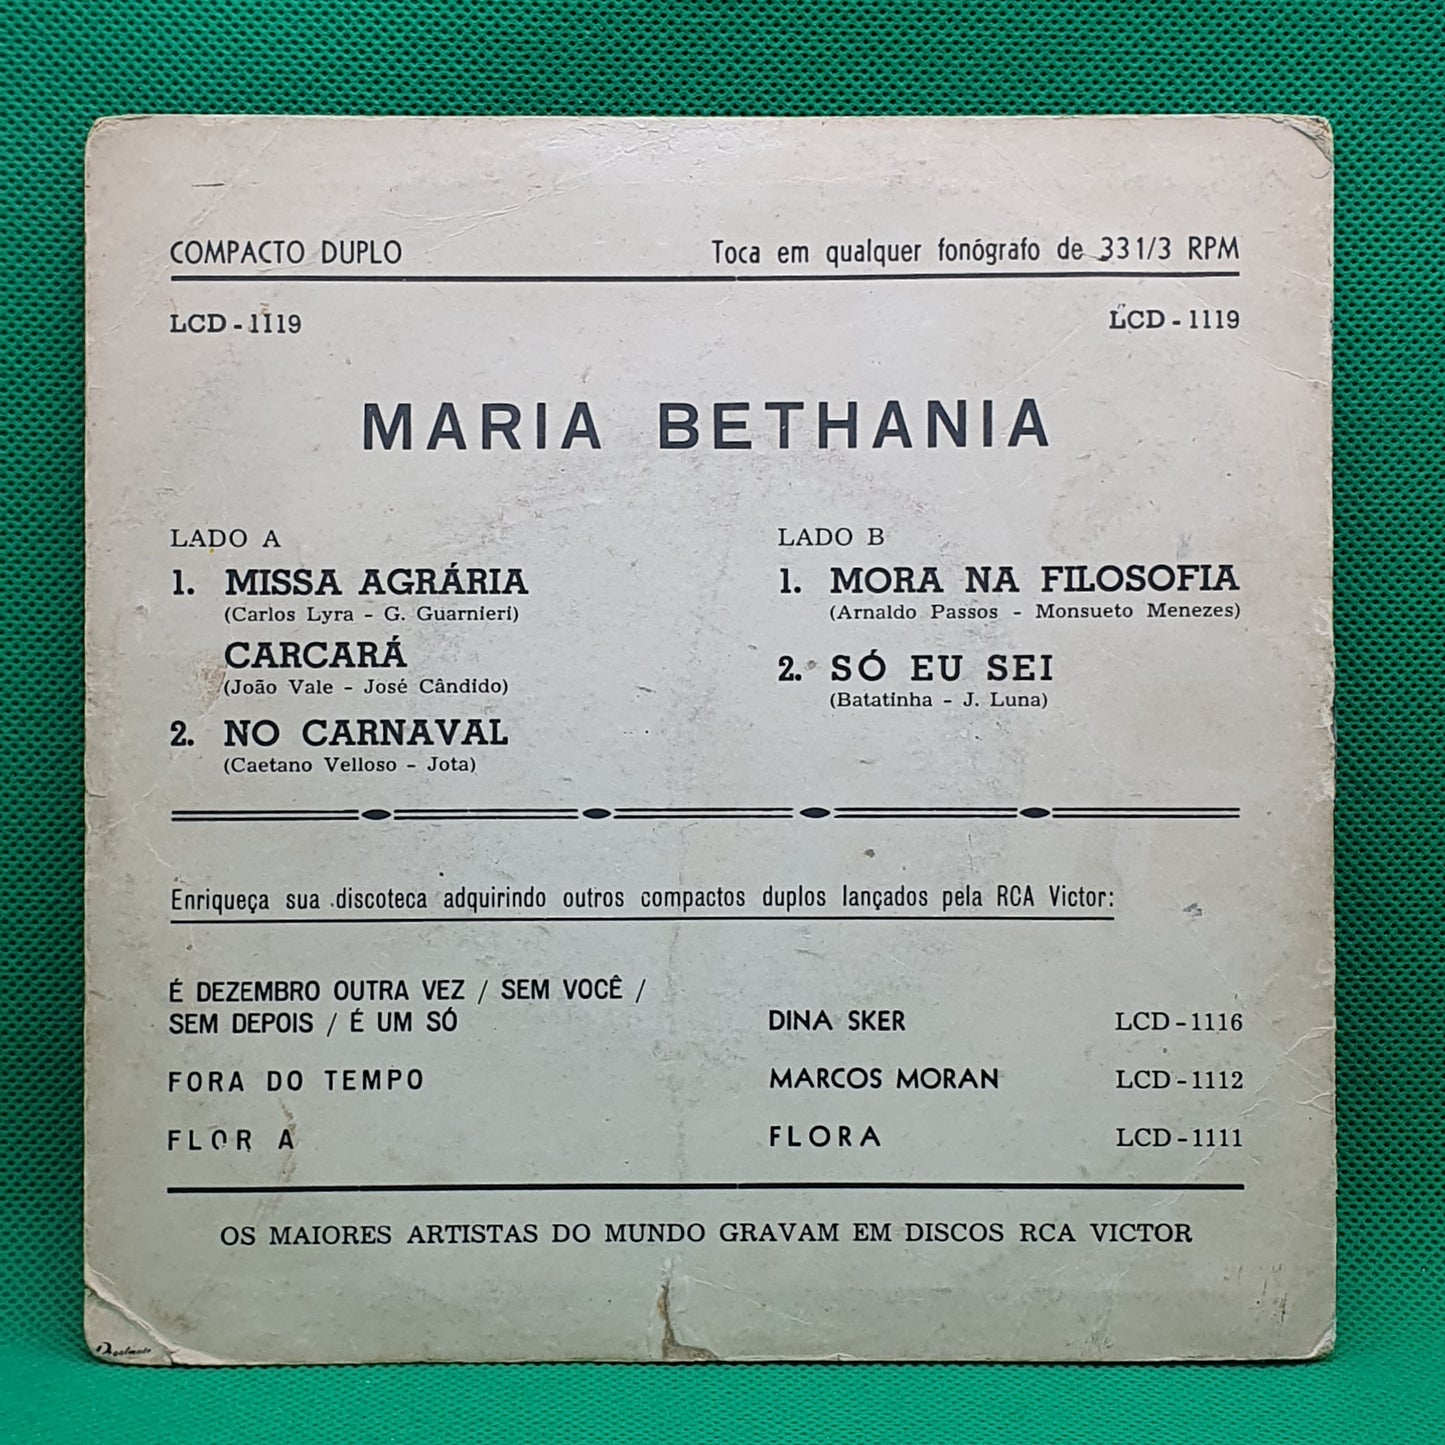 COMPACTO DUPLO Toca em qualquer fonógrafo de 331/3 RPM
LCD - 1119 LCD - 1119
MARIA BETHANIA
LADO A
1. MISSA AGRÁRIA
(Carlos Lyra - G. Guarnieri)
CARCARÁ
(João Vale - José Cândido)
2. NO CARNAVAL
(Caetano Velloso - Jota)
LADO B
1. MORA NA FILOSOFIA
(Arnaldo Passos - Monsueto Menezes)
2. SÓ EU SEI
(Batatinha - J. Luna)
Enriqueça sua discoteca adquirindo outros compactos duplos lançados pela RCA Victor:
É DEZEMBRO OUTRA VEZ / SEM VOCÊ /
SEM DEPOIS / É UM SÓ DINA SKER LCD - 1116
FORA DO TEMPO MARCOS MORAN LCD - 1112
FLOR A FLORA LCD - 1111
OS MAIORES ARTISTAS DO MUNDO GRAVAM EM DISCOS RCA VICTOR